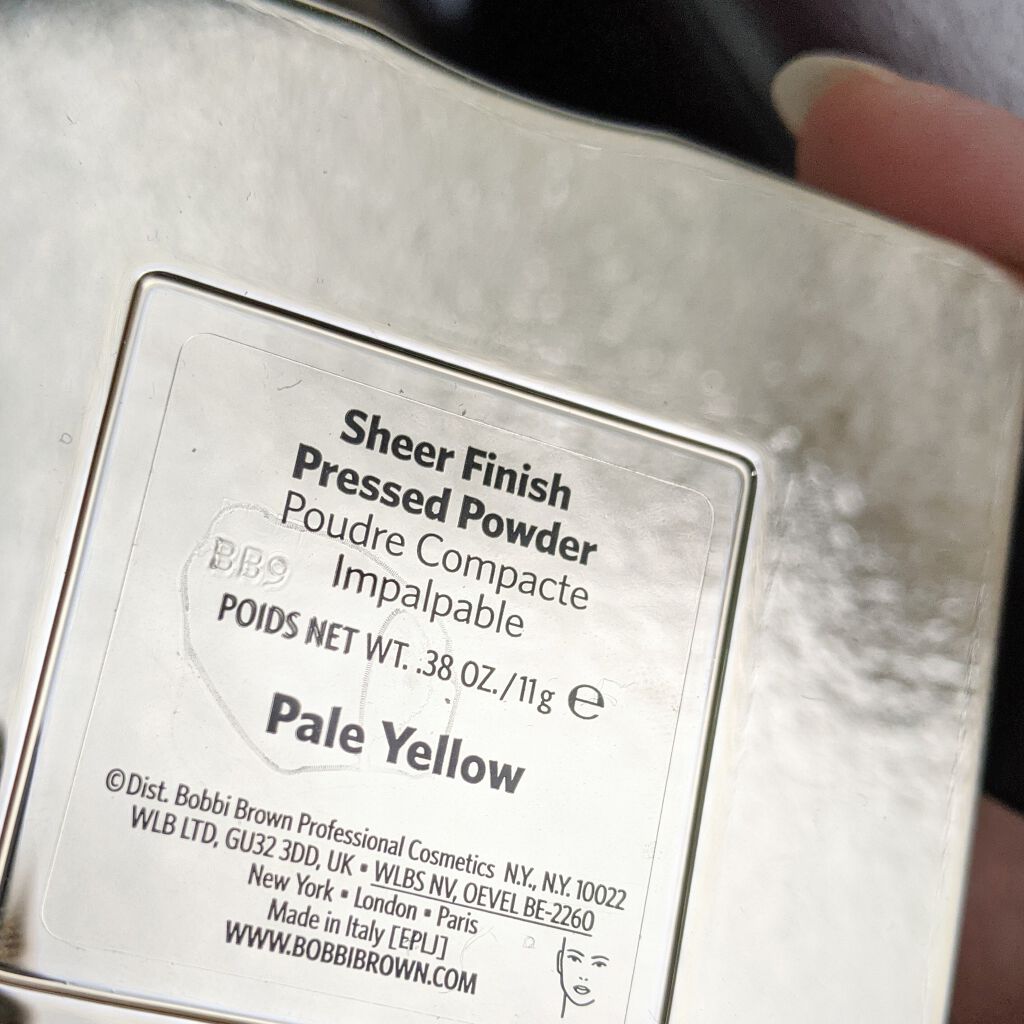 Sheer Finish
Pressed Powder
Poudre Compacte
Impalpable
BB9
POIDS NET WT. .38 OZ./11g ℮
Pale Yellow
©Dist. Bobbi Brown Professional Cosmetics N.Y., N.Y. 10022
WLB LTD, GU32 3DD, UK ▪ WLBS NV, OEVEL BE-2260
New York ▪ London ▪ Paris
Made in Italy [EPLJ]
WWW.BOBBIBROWN.COM